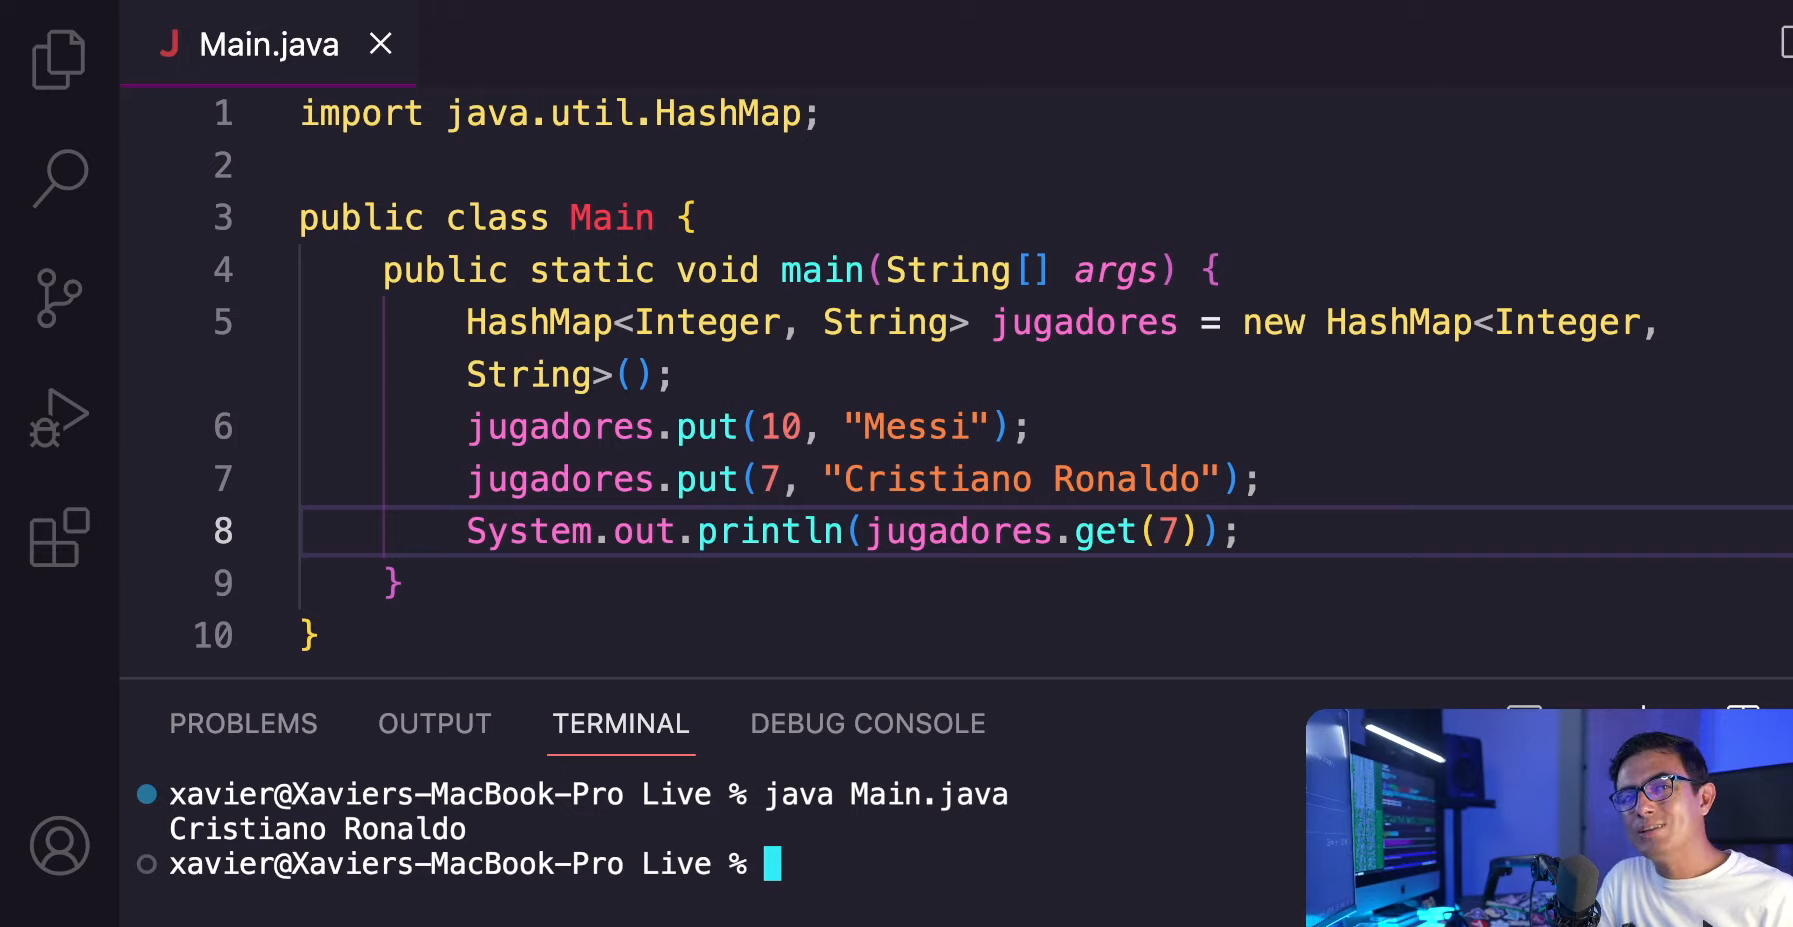 J Main.java
1 import java.util.HashMap;
2
3 public class Main {
4 public static void main(String[] args) {
5 HashMap<Integer, String> jugadores = new HashMap<Integer,
String>();
6 jugadores.put(10, "Messi");
7 jugadores.put(7, "Cristiano Ronaldo");
8 System.out.println(jugadores.get(7));
9 }
10 }
PROBLEMS OUTPUT TERMINAL DEBUG CONSOLE
xavier@Xaviers-MacBook-Pro Live % java Main.java
Cristiano Ronaldo
xavier@Xaviers-MacBook-Pro Live %